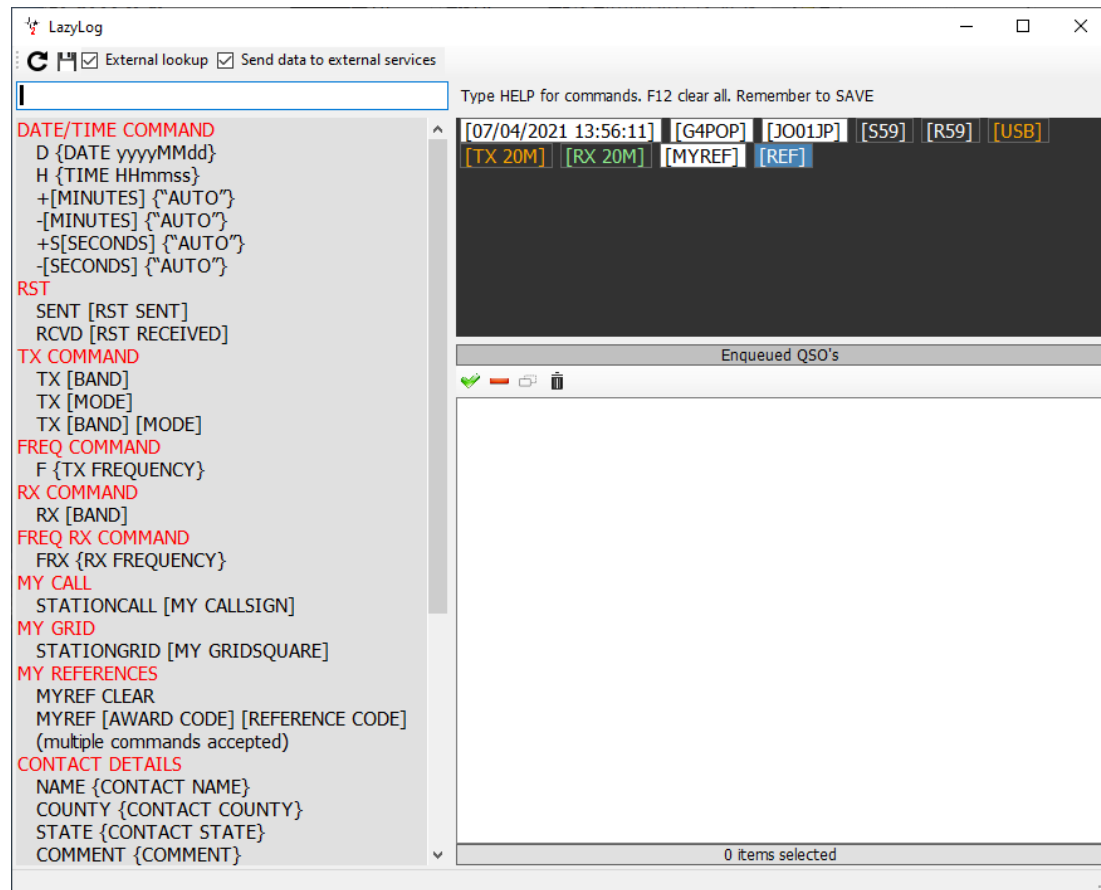 LazyLog
External lookup Send data to external services
Type HELP for commands. F12 clear all. Remember to SAVE
DATE/TIME COMMAND
D {DATE yyyyMMdd}
H {TIME HHmmss}
+[MINUTES] {“AUTO”}
-[MINUTES] {“AUTO”}
+S[SECONDS] {“AUTO”}
-[SECONDS] {“AUTO”}
RST
SENT [RST SENT]
RCVD [RST RECEIVED]
TX COMMAND
TX [BAND]
TX [MODE]
TX [BAND] [MODE]
FREQ COMMAND
F {TX FREQUENCY}
RX COMMAND
RX [BAND]
FREQ RX COMMAND
FRX {RX FREQUENCY}
MY CALL
STATIONCALL [MY CALLSIGN]
MY GRID
STATIONGRID [MY GRIDSQUARE]
MY REFERENCES
MYREF CLEAR
MYREF [AWARD CODE] [REFERENCE CODE]
(multiple commands accepted)
CONTACT DETAILS
NAME {CONTACT NAME}
COUNTY {CONTACT COUNTY}
STATE {CONTACT STATE}
COMMENT {COMMENT}
[07/04/2021 13:56:11] [G4POP] [JO01JP] [S59] [R59] [USB]
[TX 20M] [RX 20M] [MYREF] [REF]
Enqueued QSO's
0 items selected